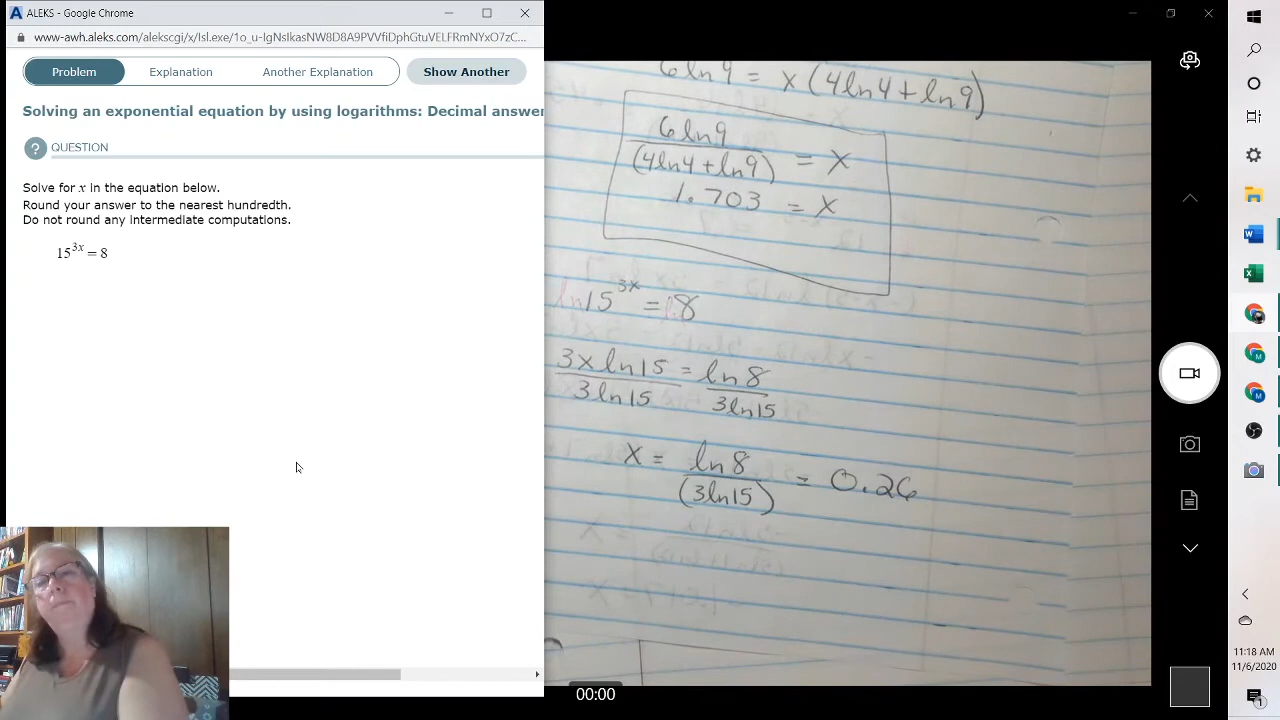 ALEKS - Google Chrome
www-awh.aleks.com/alekscgi/x/Isl.exe/1o_u-IgNsIkasNW8D8A9PVVfiDphGtuVELFRmNYxO7zC...
Problem
Explanation
Another Explanation
Show Another
Solving an exponential equation by using logarithms: Decimal answer
? QUESTION
Solve for x in the equation below.
Round your answer to the nearest hundredth.
Do not round any intermediate computations.
15^{3x} = 8
6ln9 = x(4ln4+ln9)
6ln9
(4ln4+ln9) = x
1.703 = x
ln15^{3x} = ln8
3x ln15 = ln8
3ln15 3ln15
x = ln8
(3ln15) = 0.26
00:00
11:18 AM
11/6/2020